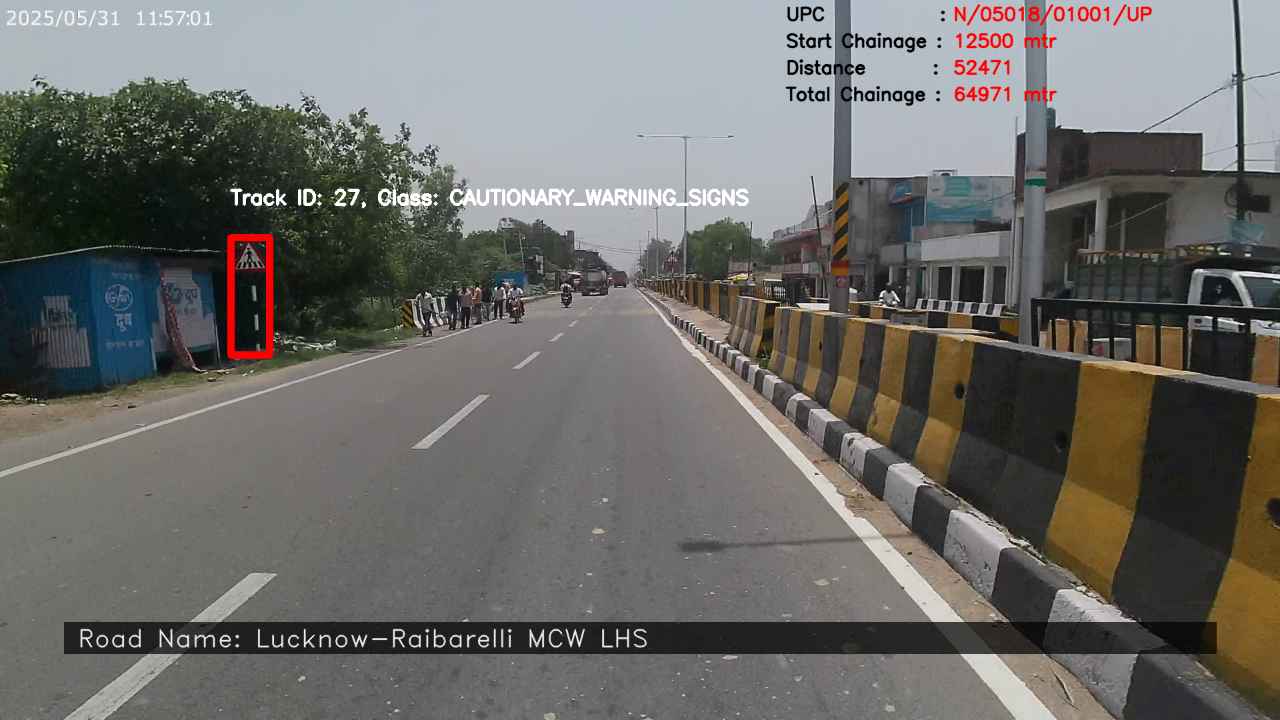 2025/05/31 11:57:01
UPC : N/05018/01001/UP
Start Chainage : 12500 mtr
Distance : 52471
Total Chainage : 64971 mtr
Track ID: 27, Class: CAUTIONARY_WARNING_SIGNS
दूध
दूध
Road Name: Lucknow-Raibarelli MCW LHS